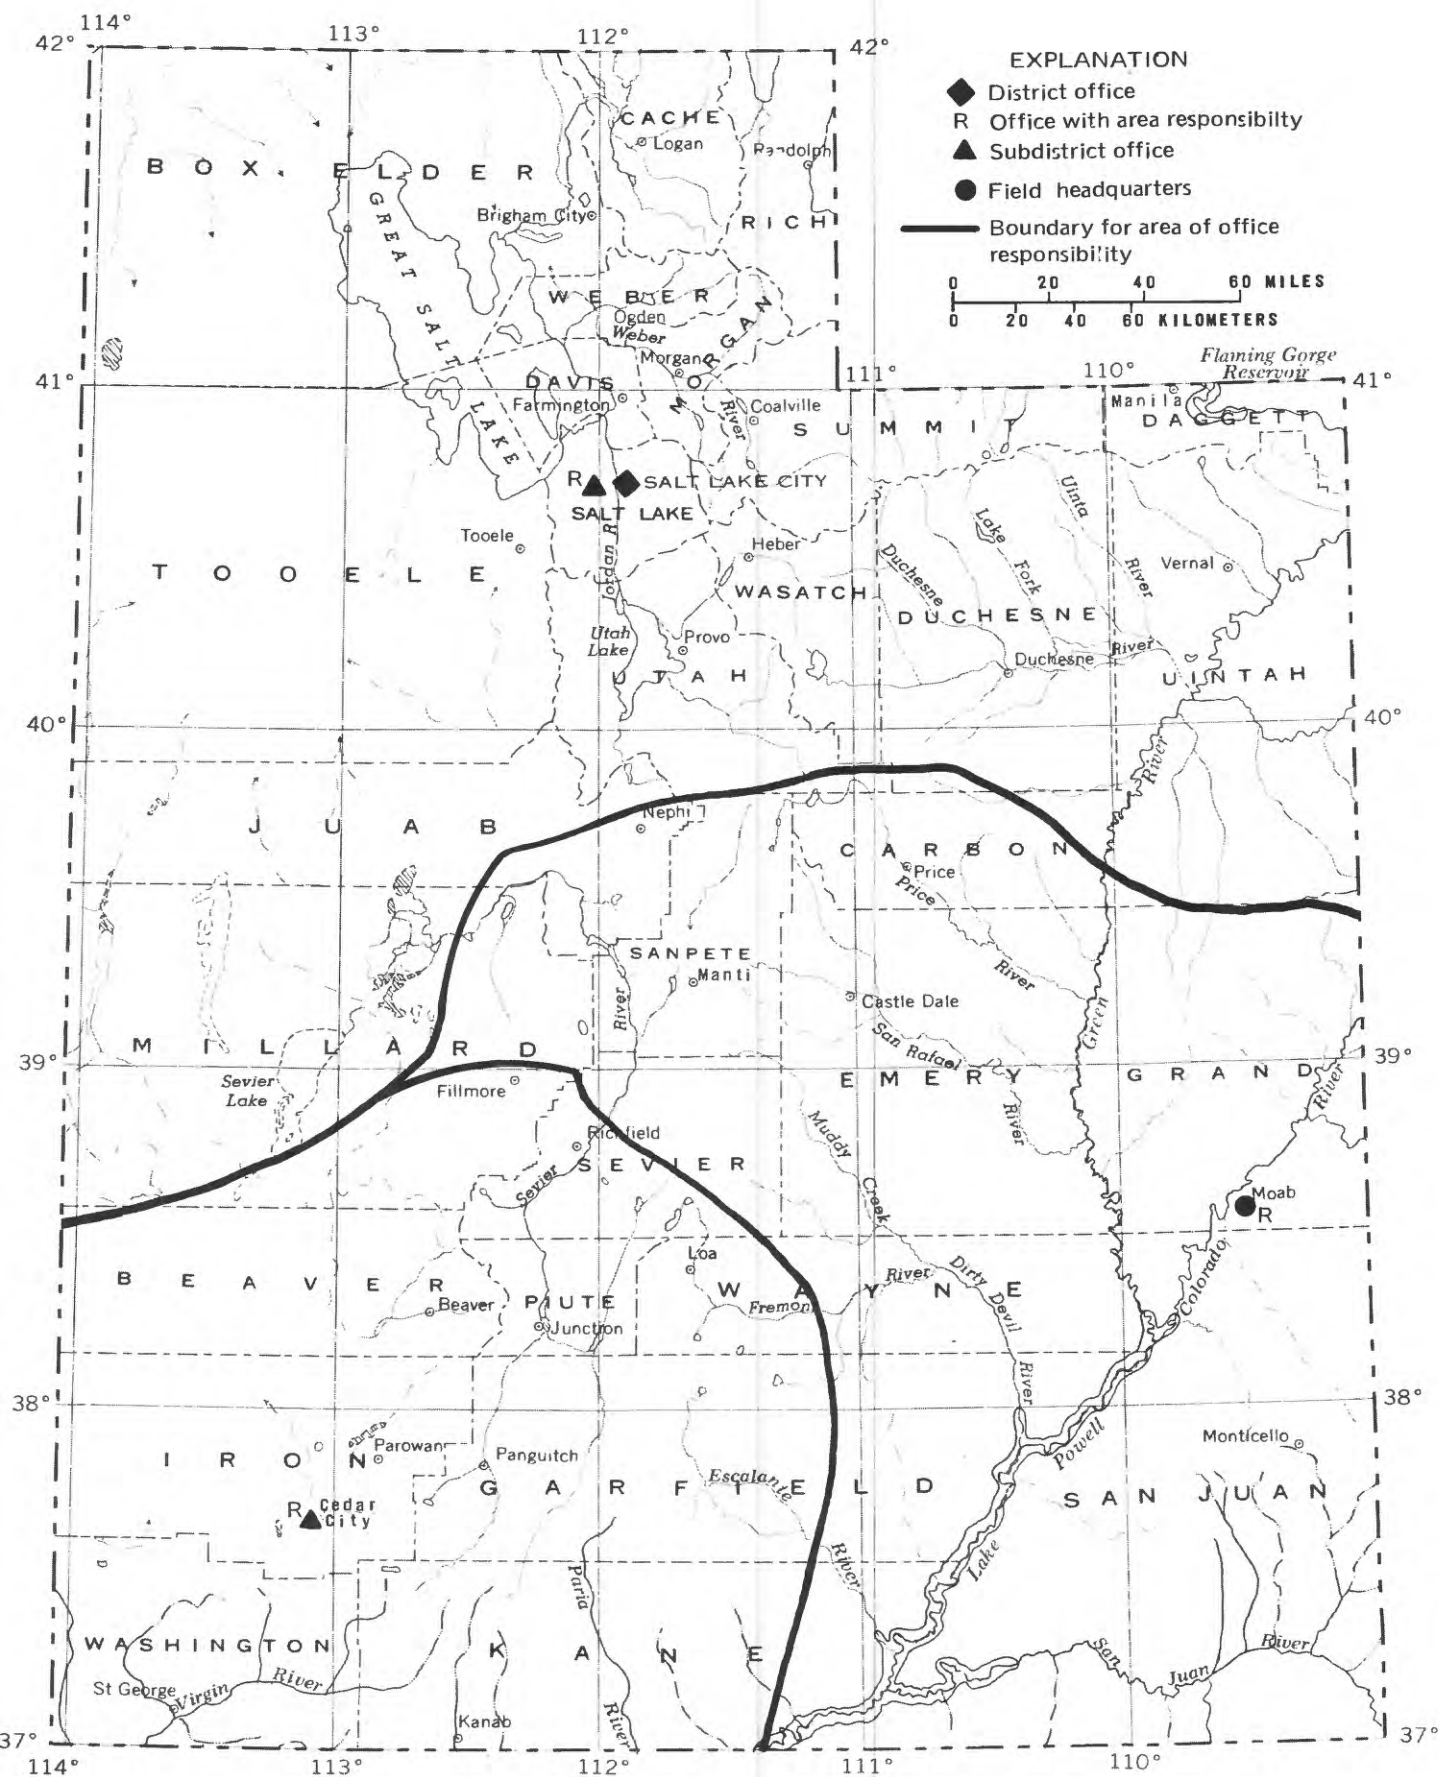 114°
113°
112°
42°
42°
EXPLANATION
District office
R Office with area responsibilty
Subdistrict office
Field headquarters
Boundary for area of office
responsibility
0 20 40 60 MILES
0 20 40 60 KILOMETERS
CACHE
Logan
Randolph
BOX ELDER
Brigham City
RICH
GREAT SALT LAKE
WEBER
Ogden
Weber
River
Morgan
MORGAN
Flaming Gorge
Reservoir
41°
111°
110°
41°
DAVIS
Farmington
Coalville
SUMMIT
Manila
DAGGETT
R
SALT LAKE CITY
SALT LAKE
Jordan R
Tooele
Heber
Uinta
River
Lake
Fork
Duchesne
River
Vernal
TOOELE
WASATCH
DUCHESNE
Utah
Lake
Provo
Duchesne
UTAH
UINTAH
40°
40°
River
JUAB
Nephi
CARBON
Price
Price
River
SANPETE
Manti
River
Castle Dale
Green
San Rafael
River
39°
MILLARD
39°
Sevier
Lake
Fillmore
EMERY
GRAND
River
Richfield
Muddy
Creek
SEVIER
Sevier
Moab
R
Loa
Colorado
BEAVER
Beaver
PIUTE
Junction
WAYNE
Fremont
River
Dirty Devil
River
38°
38°
Powell
Lake
Monticello
IRON
Parowan
Panguitch
GARFIELD
Escalante
River
SAN JUAN
R Cedar
City
Paria
River
WASHINGTON
KANE
San
Juan
River
St George
Virgin
River
Kanab
37°
37°
114°
113°
112°
111°
110°